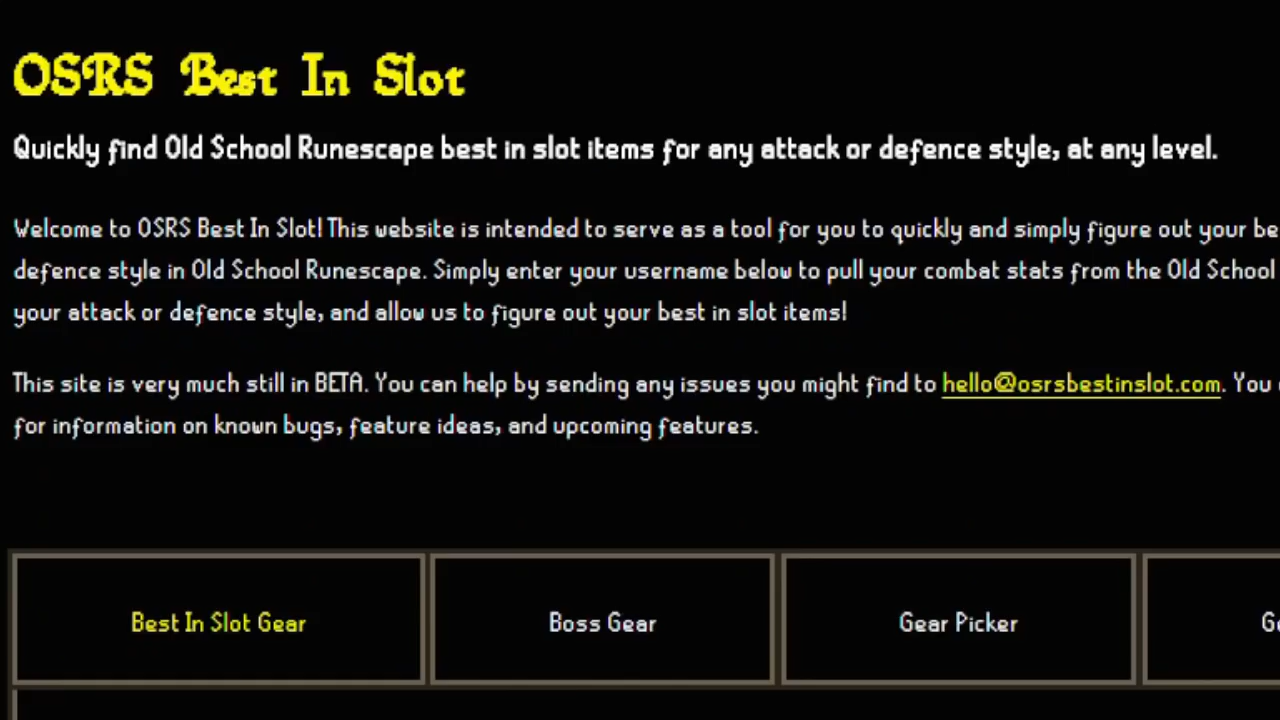 OSRS Best In Slot
Quickly find Old School Runescape best in slot items for any attack or defence style, at any level.
Welcome to OSRS Best In Slot! This website is intended to serve as a tool for you to quickly and simply figure out your be
defence style in Old School Runescape. Simply enter your username below to pull your combat stats from the Old School
your attack or defence style, and allow us to figure out your best in slot items!
This site is very much still in BETA. You can help by sending any issues you might find to hello@osrsbestinslot.com. You
for information on known bugs, feature ideas, and upcoming features.
Best In Slot Gear
Boss Gear
Gear Picker